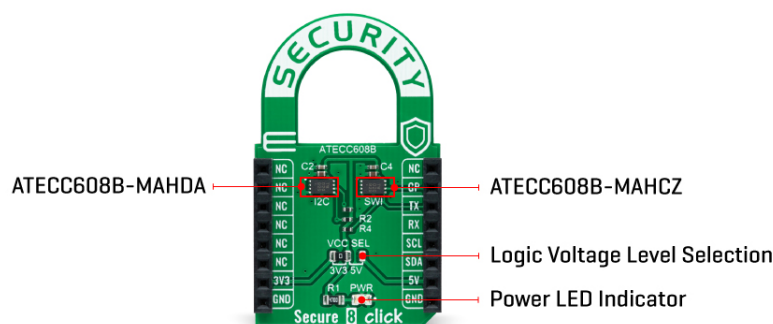 SECURITY
ATECC608B
C2
C4
NC
NC
NC
NC
NC
NC
3V3
GND
I2C
SWI
R2
R4
VCC SEL
3V3 5V
R1 PWR
Secure 8 click
NC
CP
TX
RX
SCL
SDA
5V
GND
ATECC608B-MAHDA
ATECC608B-MAHCZ
Logic Voltage Level Selection
Power LED Indicator